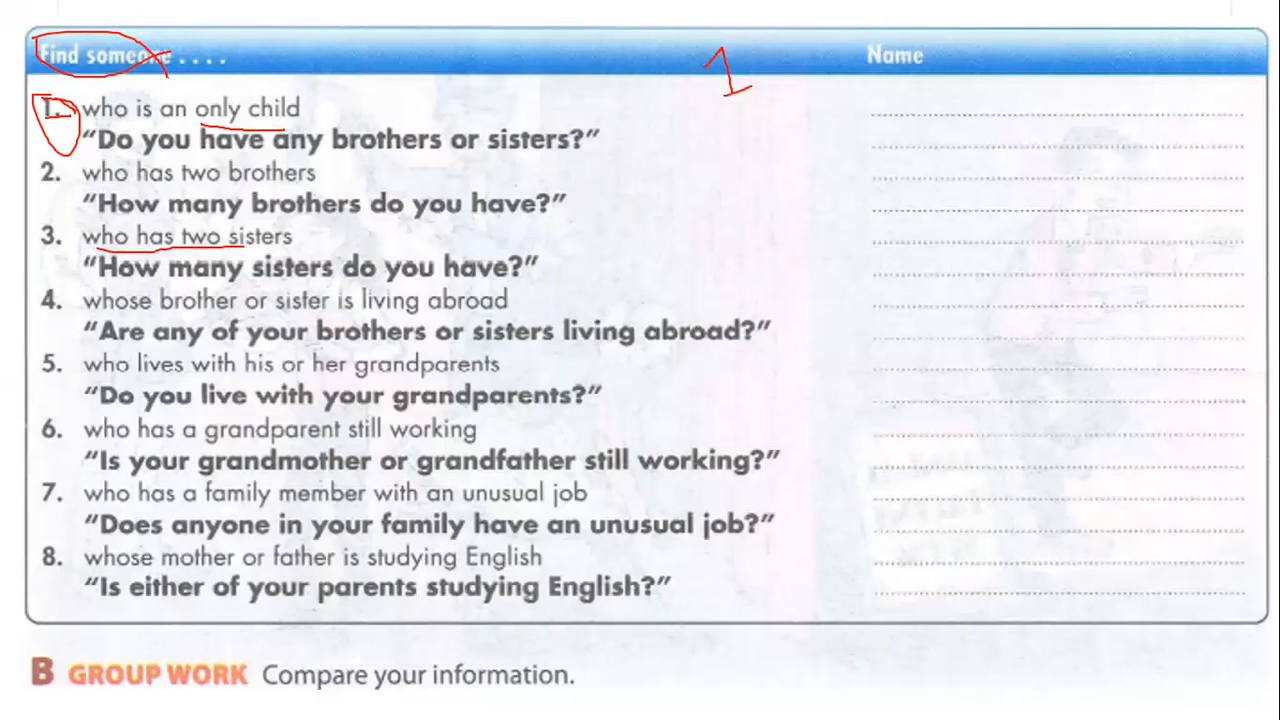 Find someone . . . . Name
1
1. who is an only child
“Do you have any brothers or sisters?”
2. who has two brothers
“How many brothers do you have?”
3. who has two sisters
“How many sisters do you have?”
4. whose brother or sister is living abroad
“Are any of your brothers or sisters living abroad?”
5. who lives with his or her grandparents
“Do you live with your grandparents?”
6. who has a grandparent still working
“Is your grandmother or grandfather still working?”
7. who has a family member with an unusual job
“Does anyone in your family have an unusual job?”
8. whose mother or father is studying English
“Is either of your parents studying English?”
B GROUP WORK Compare your information.